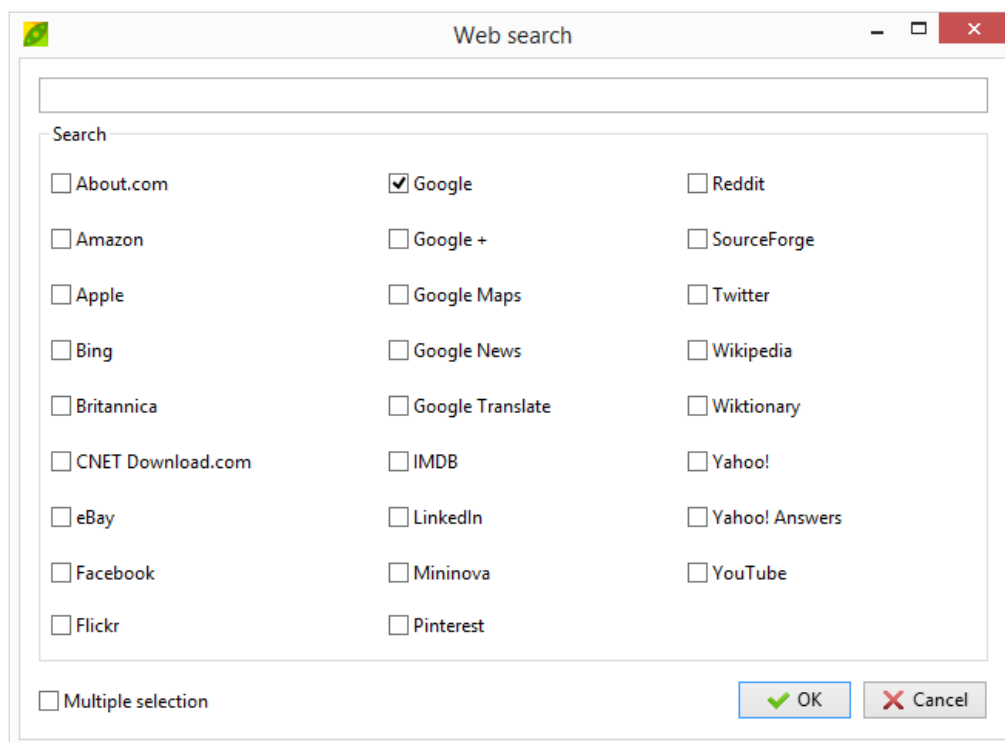 Web search
Search
About.com
Google
Reddit
Amazon
Google +
SourceForge
Apple
Google Maps
Twitter
Bing
Google News
Wikipedia
Britannica
Google Translate
Wiktionary
CNET Download.com
IMDB
Yahoo!
eBay
LinkedIn
Yahoo! Answers
Facebook
Mininova
YouTube
Flickr
Pinterest
Multiple selection
OK
Cancel